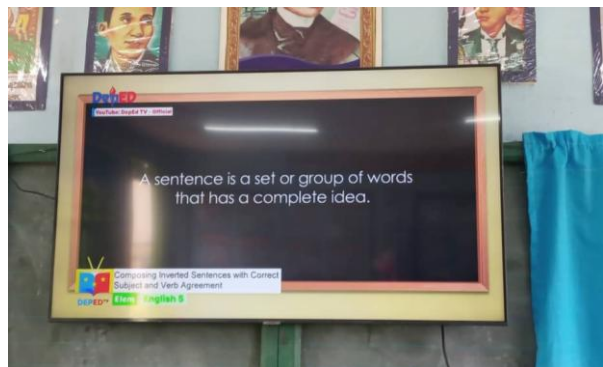 DepED
YouTube: DepEd TV - Official
A sentence is a set or group of words
that has a complete idea.
Composing Inverted Sentences with Correct
Subject and Verb Agreement
DEPED
Elem English 5